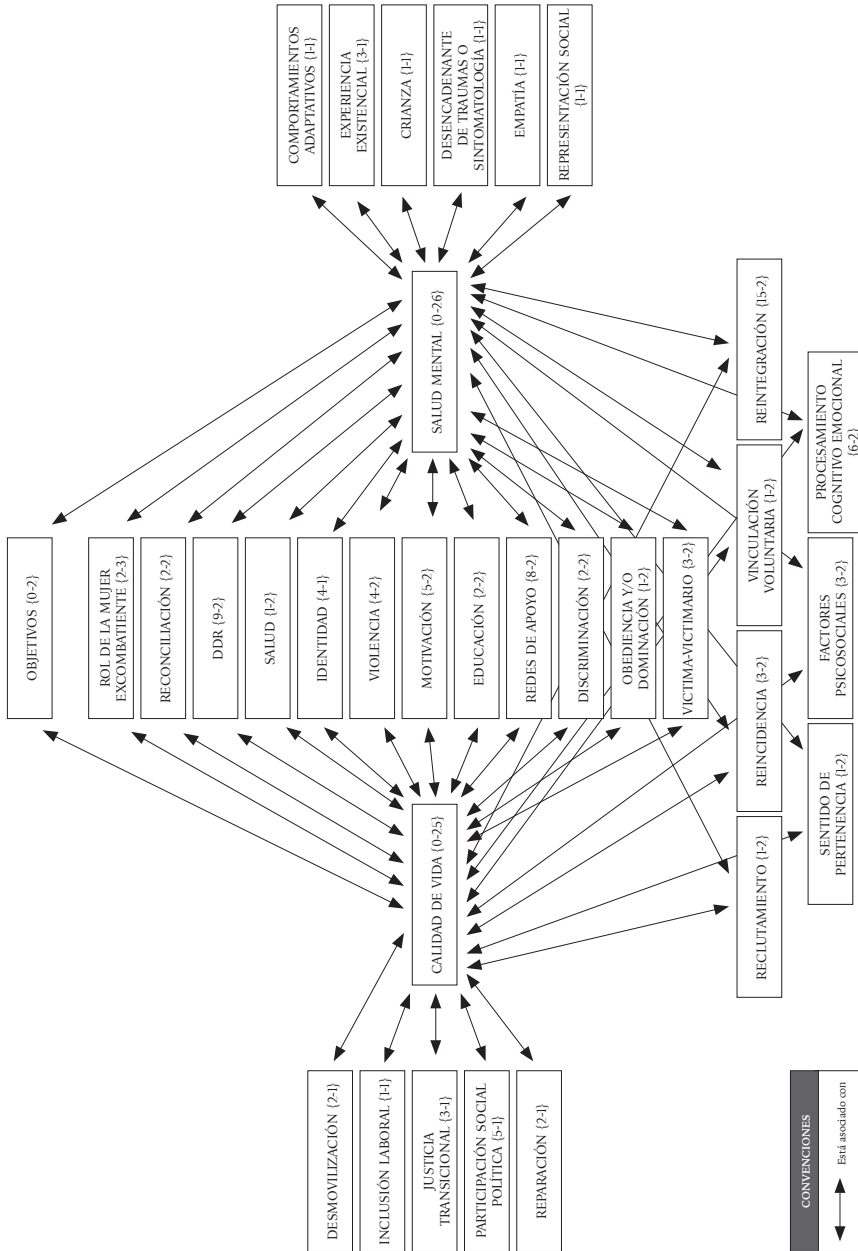 OBJETIVOS {0-2}
ROL DE LA MUJER
EXCOMBATIENTE {2-3}
RECONCILIACIÓN {2-2}
DDR {9-2}
SALUD {1-2}
IDENTIDAD {4-1}
VIOLENCIA {4-2}
MOTIVACIÓN {5-2}
EDUCACIÓN {2-2}
REDES DE APOYO {8-2}
DISCRIMINACIÓN {2-2}
OBEDIENCIA Y/O
DOMINACIÓN {1-2}
VICTIMA-VICTIMARIO {3-2}
DESMOVILIZACIÓN {2-1}
INCLUSIÓN LABORAL {1-1}
JUSTICIA
TRANSICIONAL {3-1}
PARTICIPACIÓN SOCIAL
POLÍTICA {5-1}
REPARACIÓN {2-1}
CALIDAD DE VIDA {0-25}
SALUD MENTAL {0-26}
COMPORTAMIENTOS
ADAPTATIVOS {1-1}
EXPERIENCIA
EXISTENCIAL {3-1}
CRIANZA {1-1}
DESENCADENANTE
DE TRAUMAS O
SINTOMATOLOGÍA {1-1}
EMPATÍA {1-1}
REPRESENTACIÓN SOCIAL
{1-1}
RECLUTAMIENTO {1-2}
REINCIDENCIA {3-2}
VINCULACIÓN
VOLUNTARIA {1-2}
REINTEGRACIÓN {15-2}
SENTIDO DE
PERTENENCIA {1-2}
FACTORES
PSICOSOCIALES {3-2}
PROCESAMIENTO
COGNITIVO EMOCIONAL
{6-2}
CONVENCIONES
Está asociado con